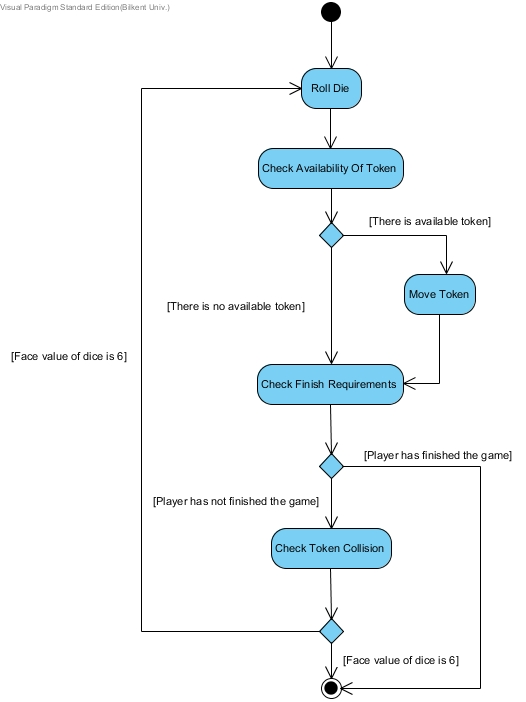 Visual Paradigm Standard Edition(Bilkent Univ.)
Roll Die
Check Availability Of Token
[There is available token]
Move Token
[There is no available token]
[Face value of dice is 6]
Check Finish Requirements
[Player has finished the game]
[Player has not finished the game]
Check Token Collision
[Face value of dice is 6]